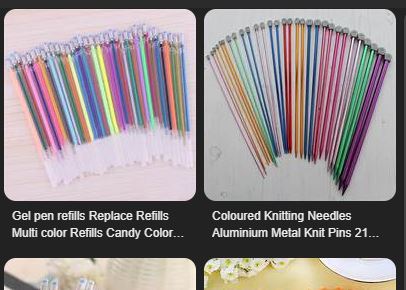 Gel pen refills Replace Refills
Multi color Refills Candy Color...
Coloured Knitting Needles
Aluminium Metal Knit Pins 21...